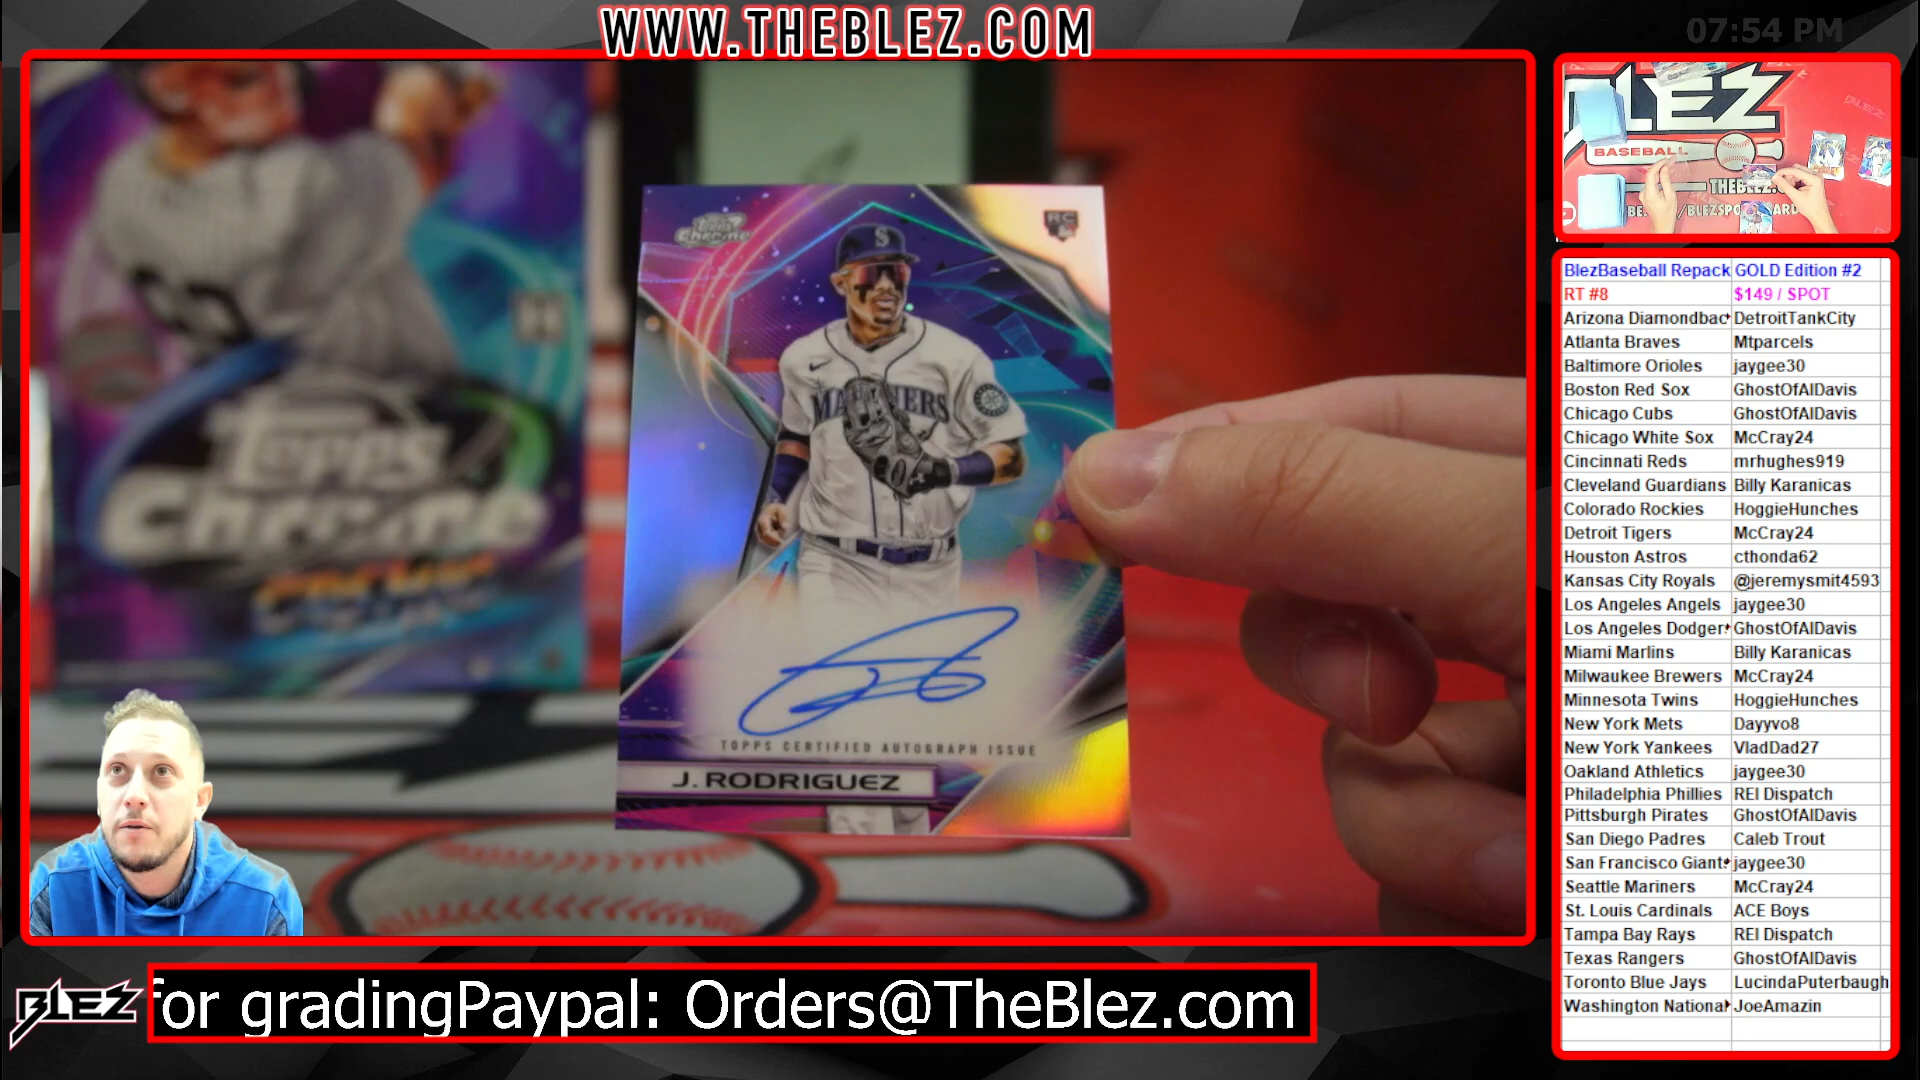 WWW.THEBLEZ.COM
07:54 PM
Topps
Chrome
Topps
Chrome
RC
S
MARINERS
TOPPS CERTIFIED AUTOGRAPH ISSUE
J. RODRIGUEZ
BLEZ
BASEBALL
BlezBaseball Repack GOLD Edition #2
RT #8 $149 / SPOT
Arizona Diamondbac DetroitTankCity
Atlanta Braves Mtparcels
Baltimore Orioles jaygee30
Boston Red Sox GhostOfAlDavis
Chicago Cubs GhostOfAlDavis
Chicago White Sox McCray24
Cincinnati Reds mrhughes919
Cleveland Guardians Billy Karanicas
Colorado Rockies HoggieHunches
Detroit Tigers McCray24
Houston Astros cthonda62
Kansas City Royals @jeremysmit4593
Los Angeles Angels jaygee30
Los Angeles Dodger GhostOfAlDavis
Miami Marlins Billy Karanicas
Milwaukee Brewers McCray24
Minnesota Twins HoggieHunches
New York Mets Dayyvo8
New York Yankees VladDad27
Oakland Athletics jaygee30
Philadelphia Phillies REI Dispatch
Pittsburgh Pirates GhostOfAlDavis
San Diego Padres Caleb Trout
San Francisco Giant jaygee30
Seattle Mariners McCray24
St. Louis Cardinals ACE Boys
Tampa Bay Rays REI Dispatch
Texas Rangers GhostOfAlDavis
Toronto Blue Jays LucindaPuterbaugh
Washington National JoeAmazin
BLEZ
for gradingPaypal: Orders@TheBlez.com